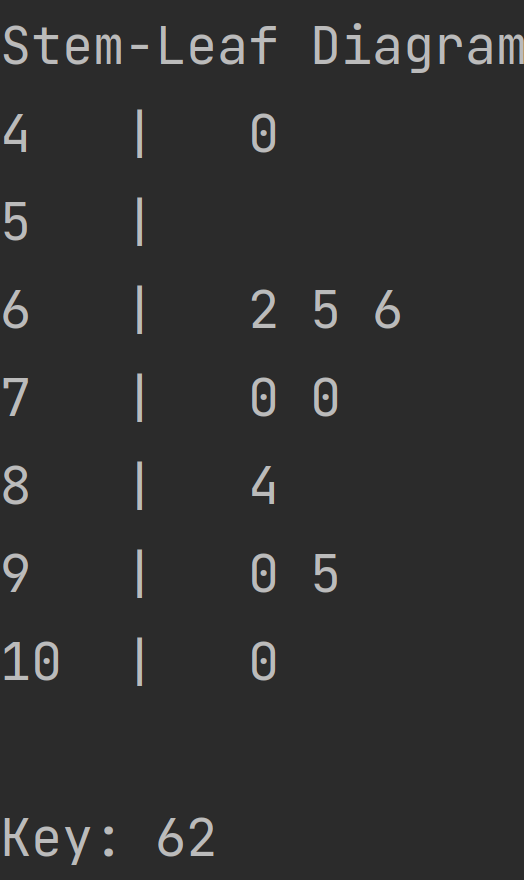 Stem-Leaf Diagram
4 | 0
5 |
6 | 2 5 6
7 | 0 0
8 | 4
9 | 0 5
10 | 0
Key: 62